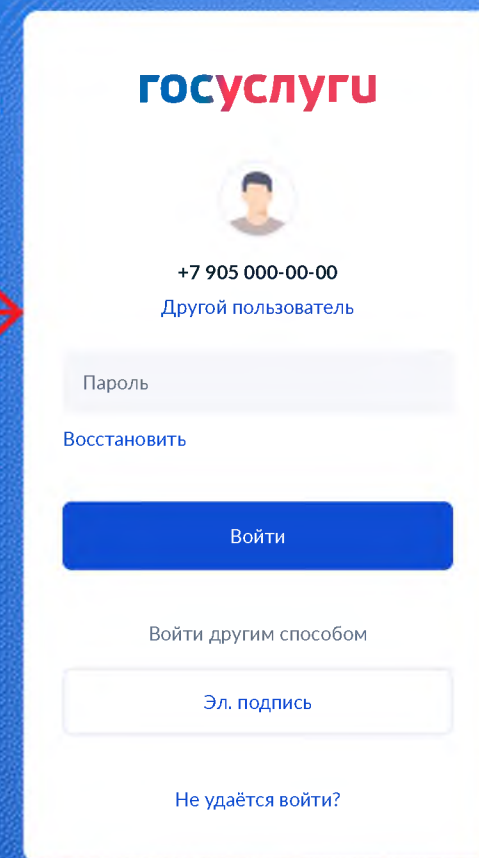 госуслуги
+7 905 000-00-00
Другой пользователь
Пароль
Восстановить
Войти
Войти другим способом
Эл. подпись
Не удаётся войти?